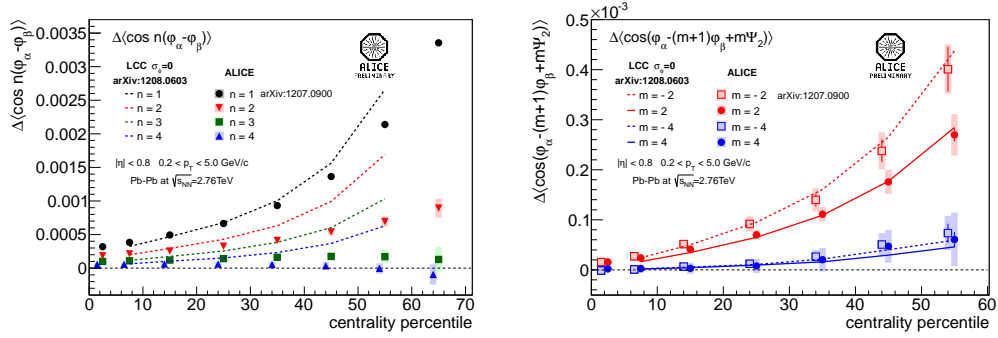 Δ⟨cos n(φα-φβ)⟩
0.0035
0.003
0.0025
0.002
0.0015
0.001
0.0005
0
Δ⟨cos n(φα-φβ)⟩
ALICE
PRELIMINARY
LCC σφ=0
arXiv:1208.0603
n = 1
n = 2
n = 3
n = 4
ALICE
n = 1 arXiv:1207.0900
n = 2
n = 3
n = 4
|η| < 0.8 0.2 < pT < 5.0 GeV/c
Pb-Pb at √sNN=2.76TeV
0 10 20 30 40 50 60 70
centrality percentile
×10⁻³
Δ⟨cos(φα-(m+1)φβ+mΨ2)⟩
0.5
0.4
0.3
0.2
0.1
0
Δ⟨cos(φα-(m+1)φβ+mΨ2)⟩
ALICE
PRELIMINARY
LCC σφ=0
arXiv:1208.0603
m = - 2
m = 2
m = - 4
m = 4
ALICE
m = - 2 arXiv:1207.0900
m = 2
m = - 4
m = 4
|η| < 0.8 0.2 < pT < 5.0 GeV/c
Pb-Pb at √sNN=2.76TeV
0 10 20 30 40 50 60
centrality percentile